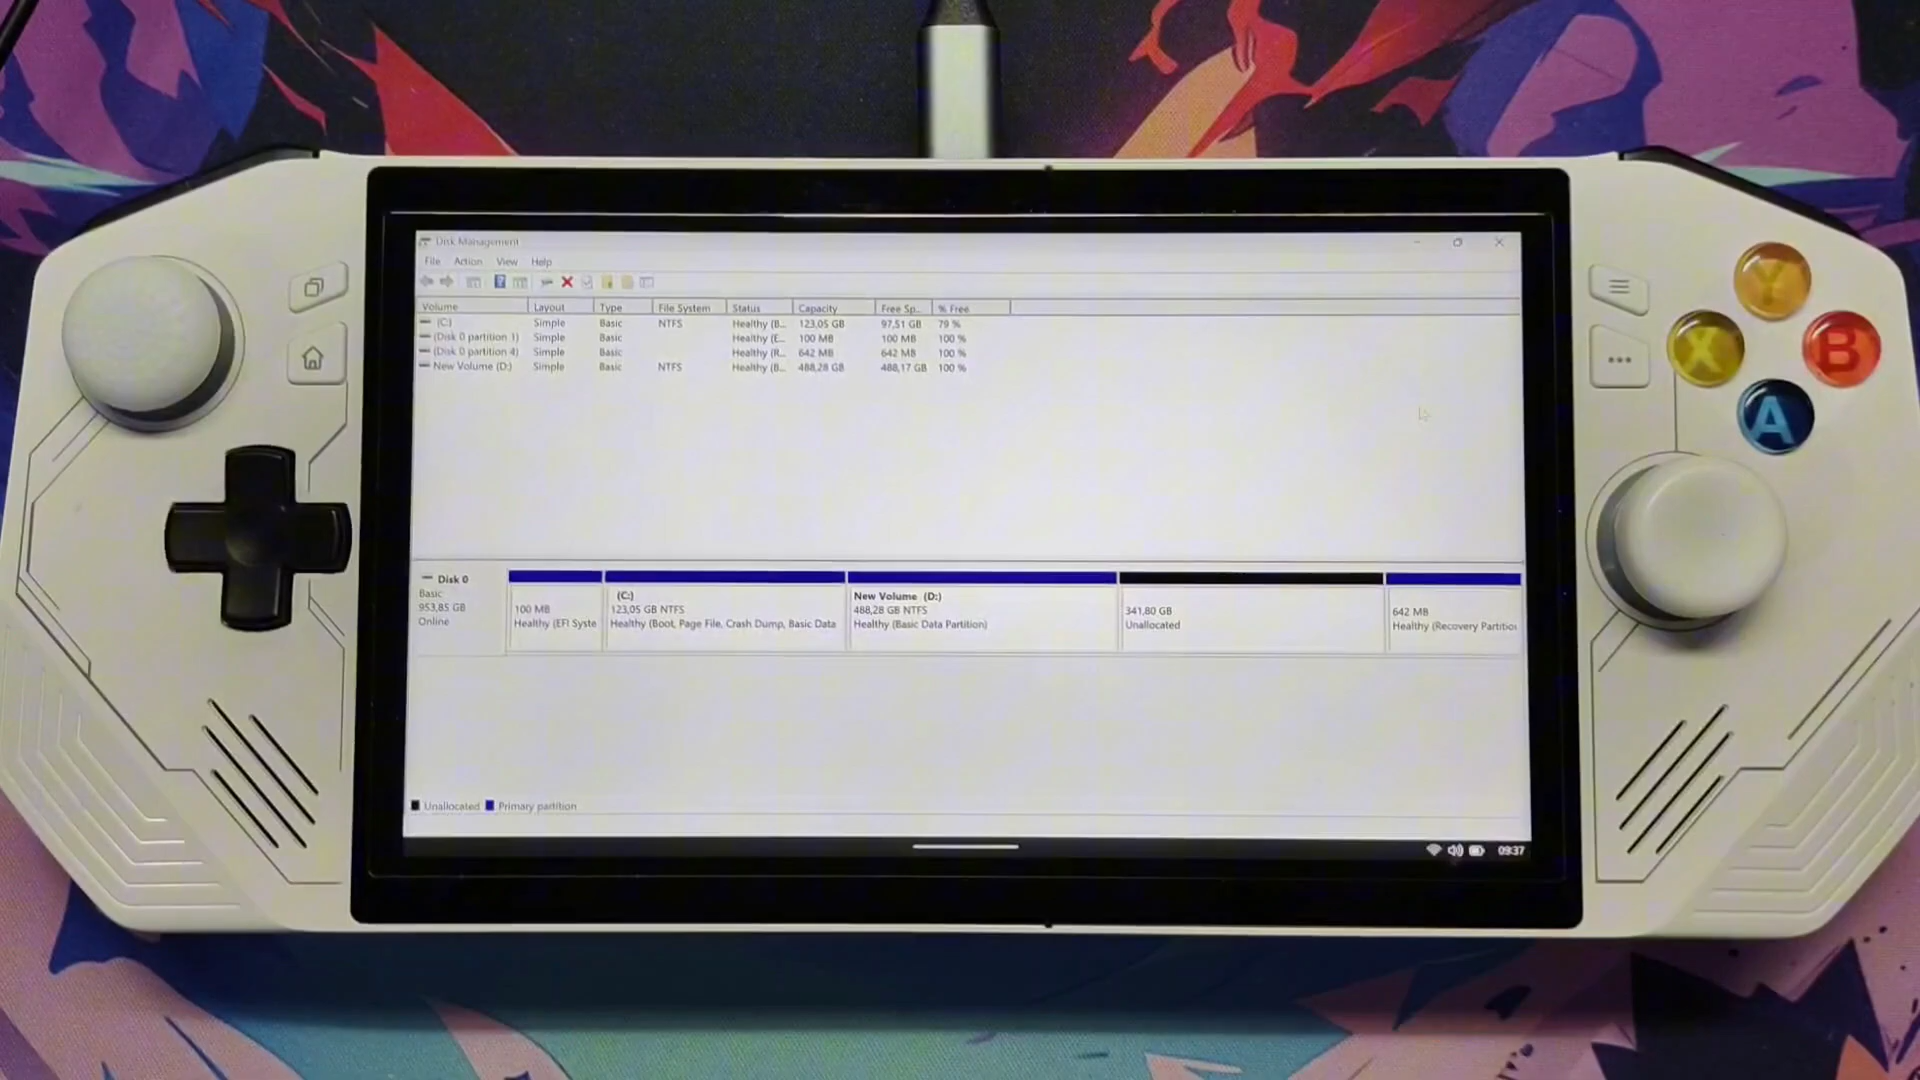 Disk Management
File Action View Help
Volume Layout Type File System Status Capacity Free Sp... % Free
(C:) Simple Basic NTFS Healthy (B... 123,05 GB 97,51 GB 79 %
(Disk 0 partition 1) Simple Basic Healthy (E... 100 MB 100 MB 100 %
(Disk 0 partition 4) Simple Basic Healthy (R... 642 MB 642 MB 100 %
New Volume (D:) Simple Basic NTFS Healthy (B... 488,28 GB 488,17 GB 100 %
Disk 0
Basic
953,85 GB
Online
100 MB
Healthy (EFI Syste
(C:)
123,05 GB NTFS
Healthy (Boot, Page File, Crash Dump, Basic Data
New Volume (D:)
488,28 GB NTFS
Healthy (Basic Data Partition)
341,80 GB
Unallocated
642 MB
Healthy (Recovery Partitio
Unallocated Primary partition
09:37
Y
X
B
A